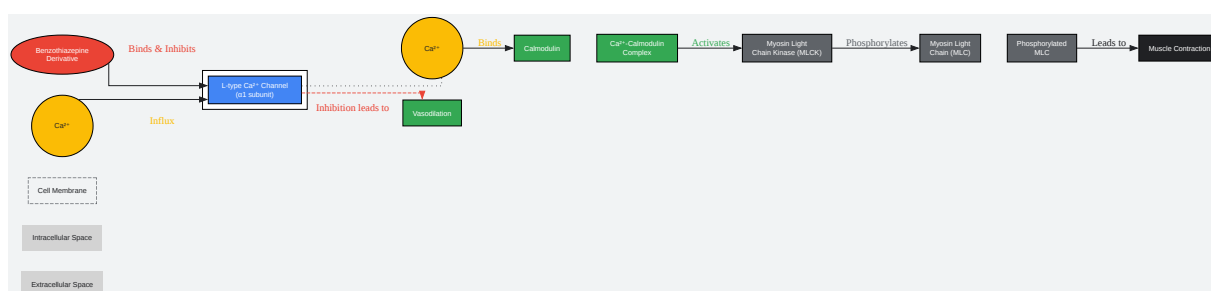 Benzothiazepine
Derivative
Binds & Inhibits
Ca²⁺
Influx
L-type Ca²⁺ Channel
(α1 subunit)
Inhibition leads to
Vasodilation
Ca²⁺
Binds
Calmodulin
Ca²⁺-Calmodulin
Complex
Activates
Myosin Light
Chain Kinase (MLCK)
Phosphorylates
Myosin Light
Chain (MLC)
Phosphorylated
MLC
Leads to
Muscle Contraction
Cell Membrane
Intracellular Space
Extracellular Space